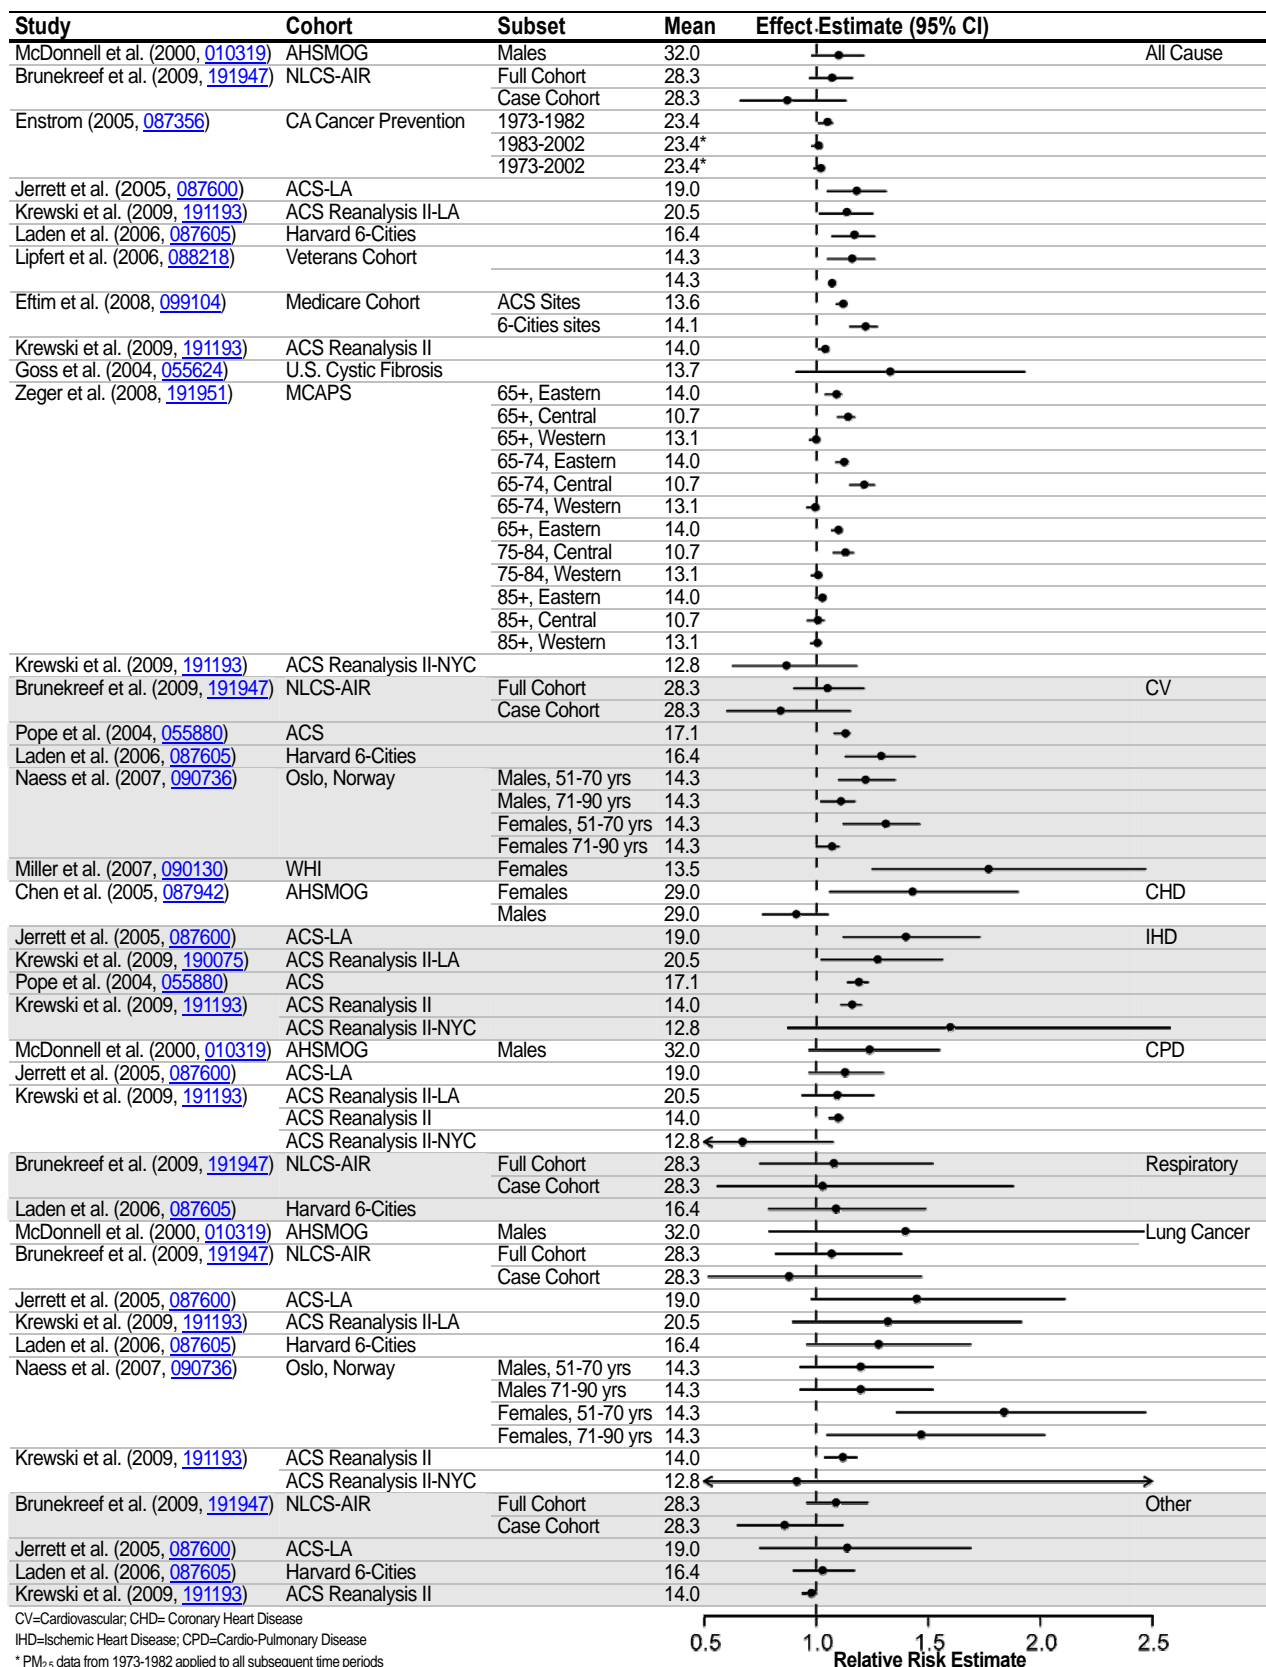 Study Cohort Subset Mean Effect Estimate (95% CI)
McDonnell et al. (2000, 010319) AHSMOG Males 32.0 All Cause
Brunekreef et al. (2009, 191947) NLCS-AIR Full Cohort 28.3
Case Cohort 28.3
Enstrom (2005, 087356) CA Cancer Prevention 1973-1982 23.4
1983-2002 23.4*
1973-2002 23.4*
Jerrett et al. (2005, 087600) ACS-LA 19.0
Krewski et al. (2009, 191193) ACS Reanalysis II-LA 20.5
Laden et al. (2006, 087605) Harvard 6-Cities 16.4
Lipfert et al. (2006, 088218) Veterans Cohort 14.3
14.3
Eftim et al. (2008, 099104) Medicare Cohort ACS Sites 13.6
6-Cities sites 14.1
Krewski et al. (2009, 191193) ACS Reanalysis II 14.0
Goss et al. (2004, 055624) U.S. Cystic Fibrosis 13.7
Zeger et al. (2008, 191951) MCAPS 65+, Eastern 14.0
65+, Central 10.7
65+, Western 13.1
65-74, Eastern 14.0
65-74, Central 10.7
65-74, Western 13.1
65+, Eastern 14.0
75-84, Central 10.7
75-84, Western 13.1
85+, Eastern 14.0
85+, Central 10.7
85+, Western 13.1
Krewski et al. (2009, 191193) ACS Reanalysis II-NYC 12.8
Brunekreef et al. (2009, 191947) NLCS-AIR Full Cohort 28.3 CV
Case Cohort 28.3
Pope et al. (2004, 055880) ACS 17.1
Laden et al. (2006, 087605) Harvard 6-Cities 16.4
Naess et al. (2007, 090736) Oslo, Norway Males, 51-70 yrs 14.3
Males, 71-90 yrs 14.3
Females, 51-70 yrs 14.3
Females 71-90 yrs 14.3
Miller et al. (2007, 090130) WHI Females 13.5
Chen et al. (2005, 087942) AHSMOG Females 29.0 CHD
Males 29.0
Jerrett et al. (2005, 087600) ACS-LA 19.0 IHD
Krewski et al. (2009, 190075) ACS Reanalysis II-LA 20.5
Pope et al. (2004, 055880) ACS 17.1
Krewski et al. (2009, 191193) ACS Reanalysis II 14.0
ACS Reanalysis II-NYC 12.8
McDonnell et al. (2000, 010319) AHSMOG Males 32.0 CPD
Jerrett et al. (2005, 087600) ACS-LA 19.0
Krewski et al. (2009, 191193) ACS Reanalysis II-LA 20.5
ACS Reanalysis II 14.0
ACS Reanalysis II-NYC 12.8
Brunekreef et al. (2009, 191947) NLCS-AIR Full Cohort 28.3 Respiratory
Case Cohort 28.3
Laden et al. (2006, 087605) Harvard 6-Cities 16.4
McDonnell et al. (2000, 010319) AHSMOG Males 32.0 Lung Cancer
Brunekreef et al. (2009, 191947) NLCS-AIR Full Cohort 28.3
Case Cohort 28.3
Jerrett et al. (2005, 087600) ACS-LA 19.0
Krewski et al. (2009, 191193) ACS Reanalysis II-LA 20.5
Laden et al. (2006, 087605) Harvard 6-Cities 16.4
Naess et al. (2007, 090736) Oslo, Norway Males, 51-70 yrs 14.3
Males 71-90 yrs 14.3
Females, 51-70 yrs 14.3
Females, 71-90 yrs 14.3
Krewski et al. (2009, 191193) ACS Reanalysis II 14.0
ACS Reanalysis II-NYC 12.8
Brunekreef et al. (2009, 191947) NLCS-AIR Full Cohort 28.3 Other
Case Cohort 28.3
Jerrett et al. (2005, 087600) ACS-LA 19.0
Laden et al. (2006, 087605) Harvard 6-Cities 16.4
Krewski et al. (2009, 191193) ACS Reanalysis II 14.0
CV=Cardiovascular; CHD= Coronary Heart Disease
IHD=Ischemic Heart Disease; CPD=Cardio-Pulmonary Disease
* PM2.5 data from 1973-1982 applied to all subsequent time periods
0.5 1.0 1.5 2.0 2.5
Relative Risk Estimate